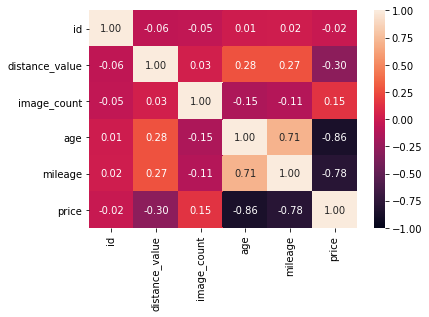 id 1.00 -0.06 -0.05 0.01 0.02 -0.02
distance_value -0.06 1.00 0.03 0.28 0.27 -0.30
image_count -0.05 0.03 1.00 -0.15 -0.11 0.15
age 0.01 0.28 -0.15 1.00 0.71 -0.86
mileage 0.02 0.27 -0.11 0.71 1.00 -0.78
price -0.02 -0.30 0.15 -0.86 -0.78 1.00
id
distance_value
image_count
age
mileage
price
1.00
0.75
0.50
0.25
0.00
-0.25
-0.50
-0.75
-1.00